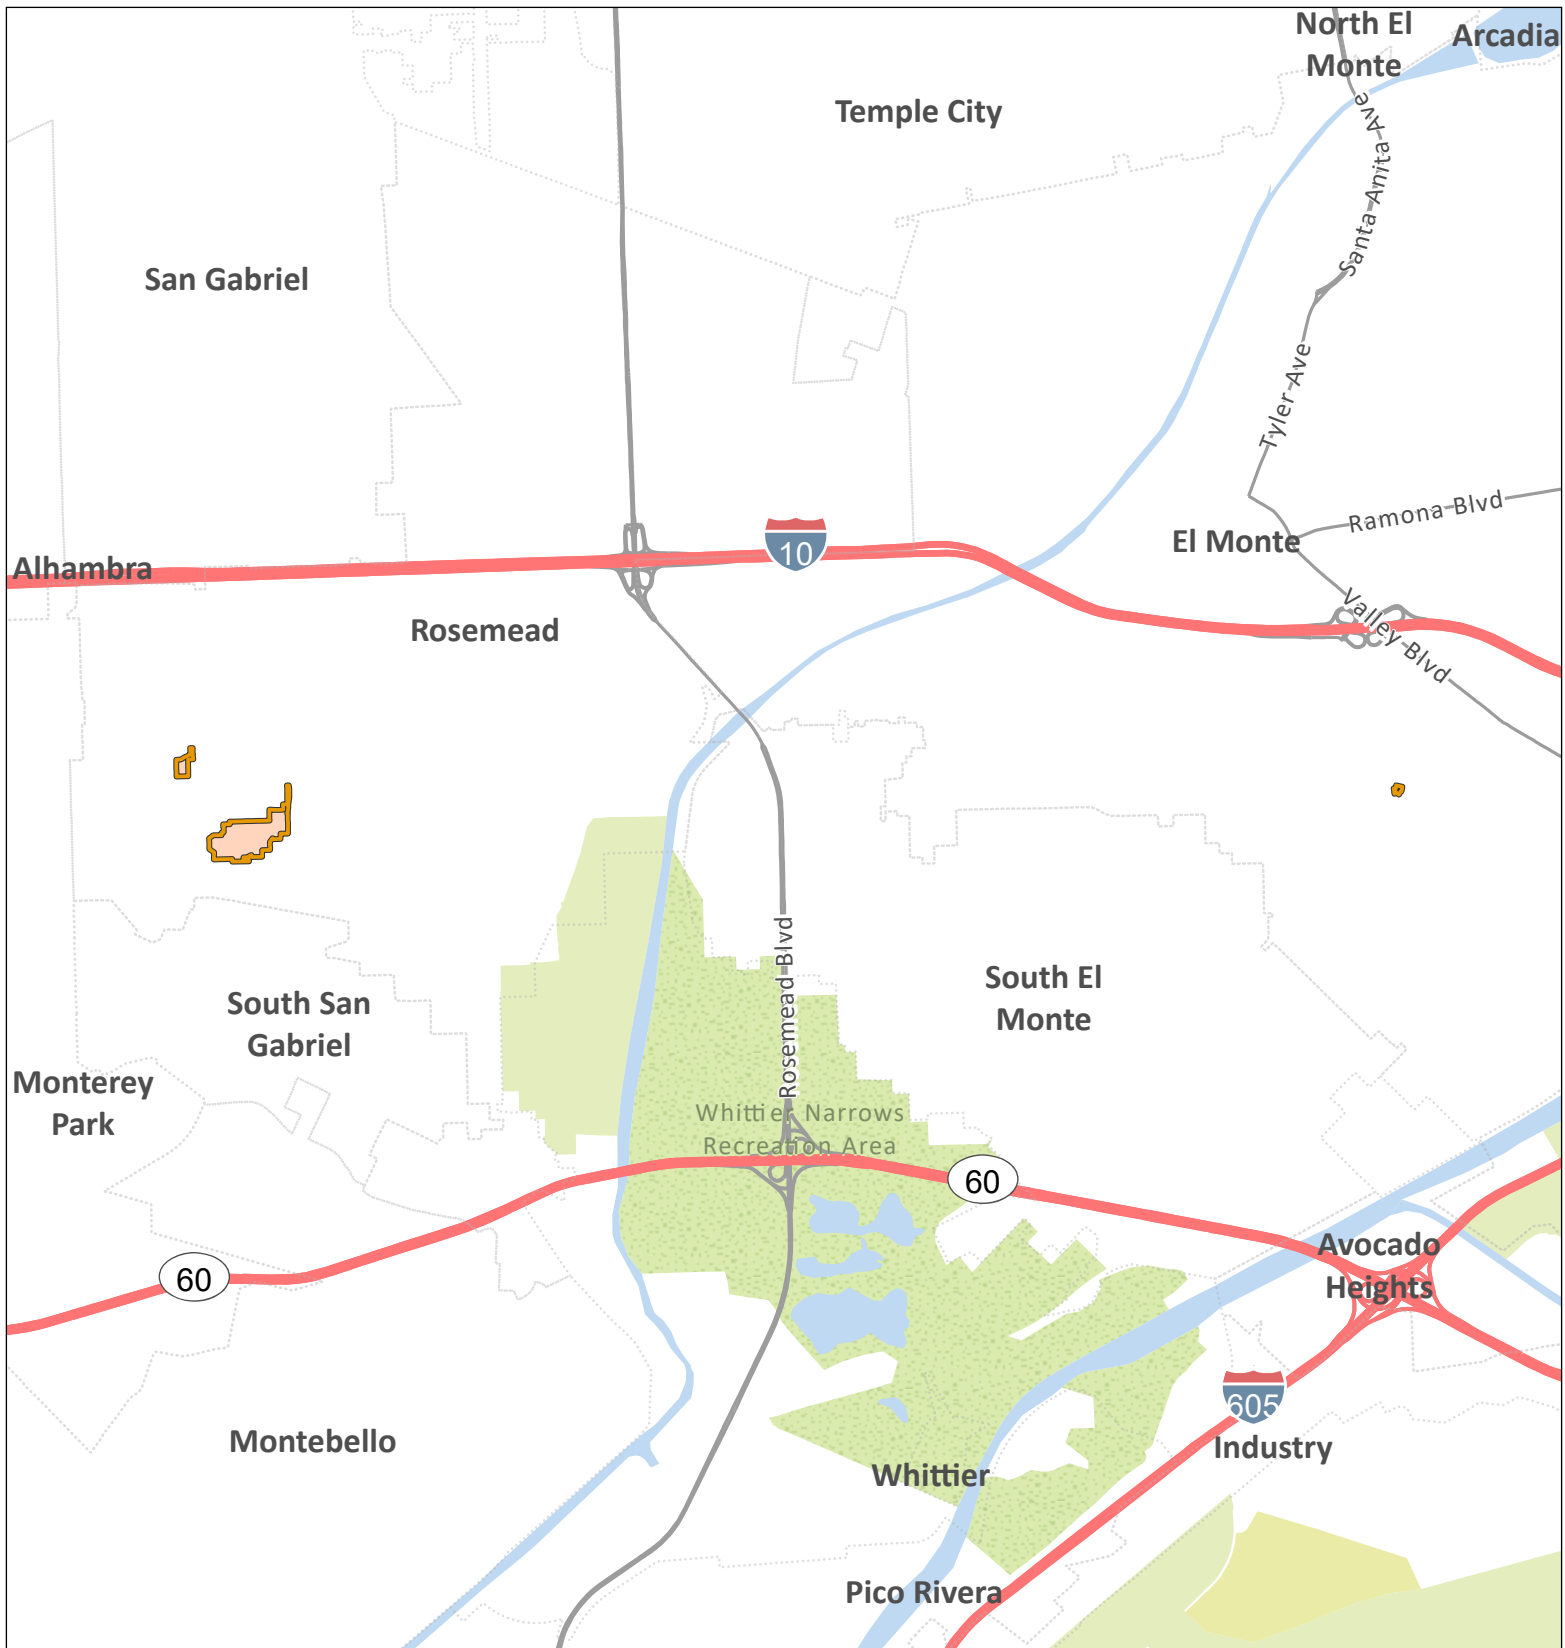 North El
Monte
Arcadia
Temple City
Santa Anita Ave
San Gabriel
Tyler Ave
Ramona Blvd
El Monte
10
Alhambra
Valley Blvd
Rosemead
Rosemead Blvd
South El
Monte
South San
Gabriel
Monterey
Park
Whittier Narrows
Recreation Area
60
60
Avocado
Heights
605
Industry
Montebello
Whittier
Pico Rivera